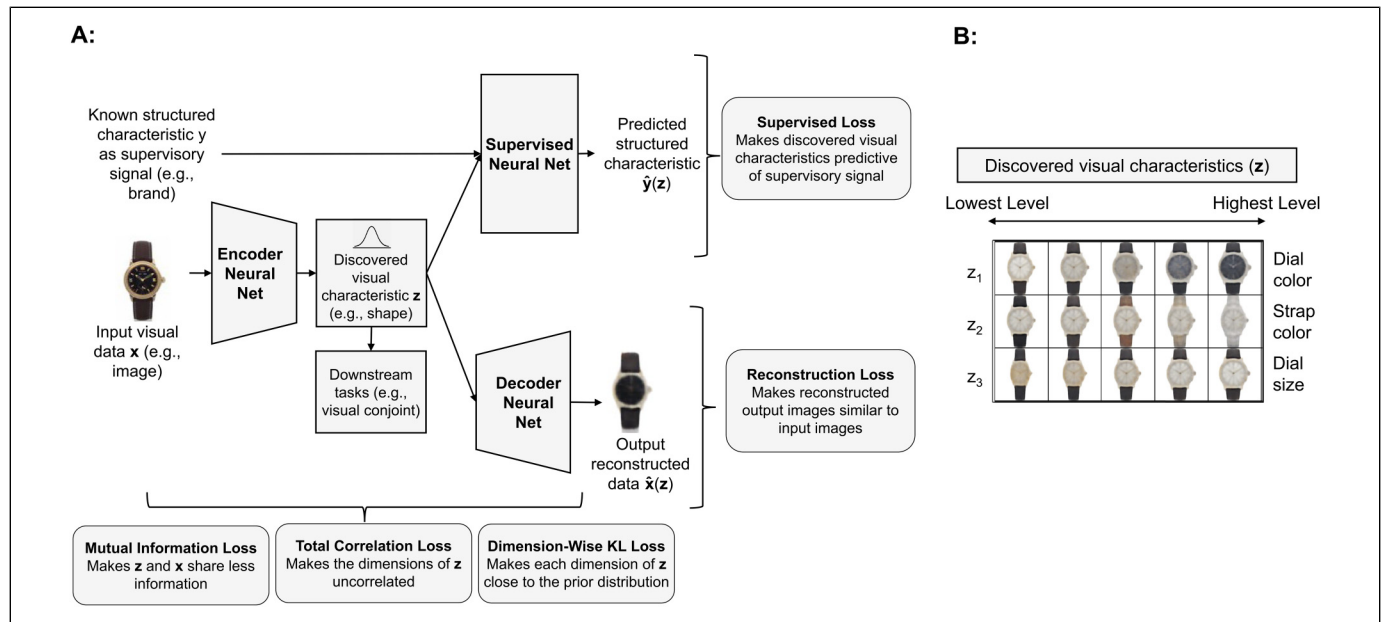 A:
Known structured
characteristic y
as supervisory
signal (e.g.,
brand)
Supervised
Neural Net
Predicted
structured
characteristic
ŷ(z)
Supervised Loss
Makes discovered visual
characteristics predictive
of supervisory signal
Input visual
data x (e.g.,
image)
Encoder
Neural
Net
Discovered
visual
characteristic z
(e.g., shape)
Downstream
tasks (e.g.,
visual conjoint)
Decoder
Neural
Net
Output
reconstructed
data x̂(z)
Reconstruction Loss
Makes reconstructed
output images similar to
input images
Mutual Information Loss
Makes z and x share less
information
Total Correlation Loss
Makes the dimensions of z
uncorrelated
Dimension-Wise KL Loss
Makes each dimension of z
close to the prior distribution
B:
Discovered visual characteristics (z)
Lowest Level
Highest Level
z₁
Dial
color
z₂
Strap
color
z₃
Dial
size